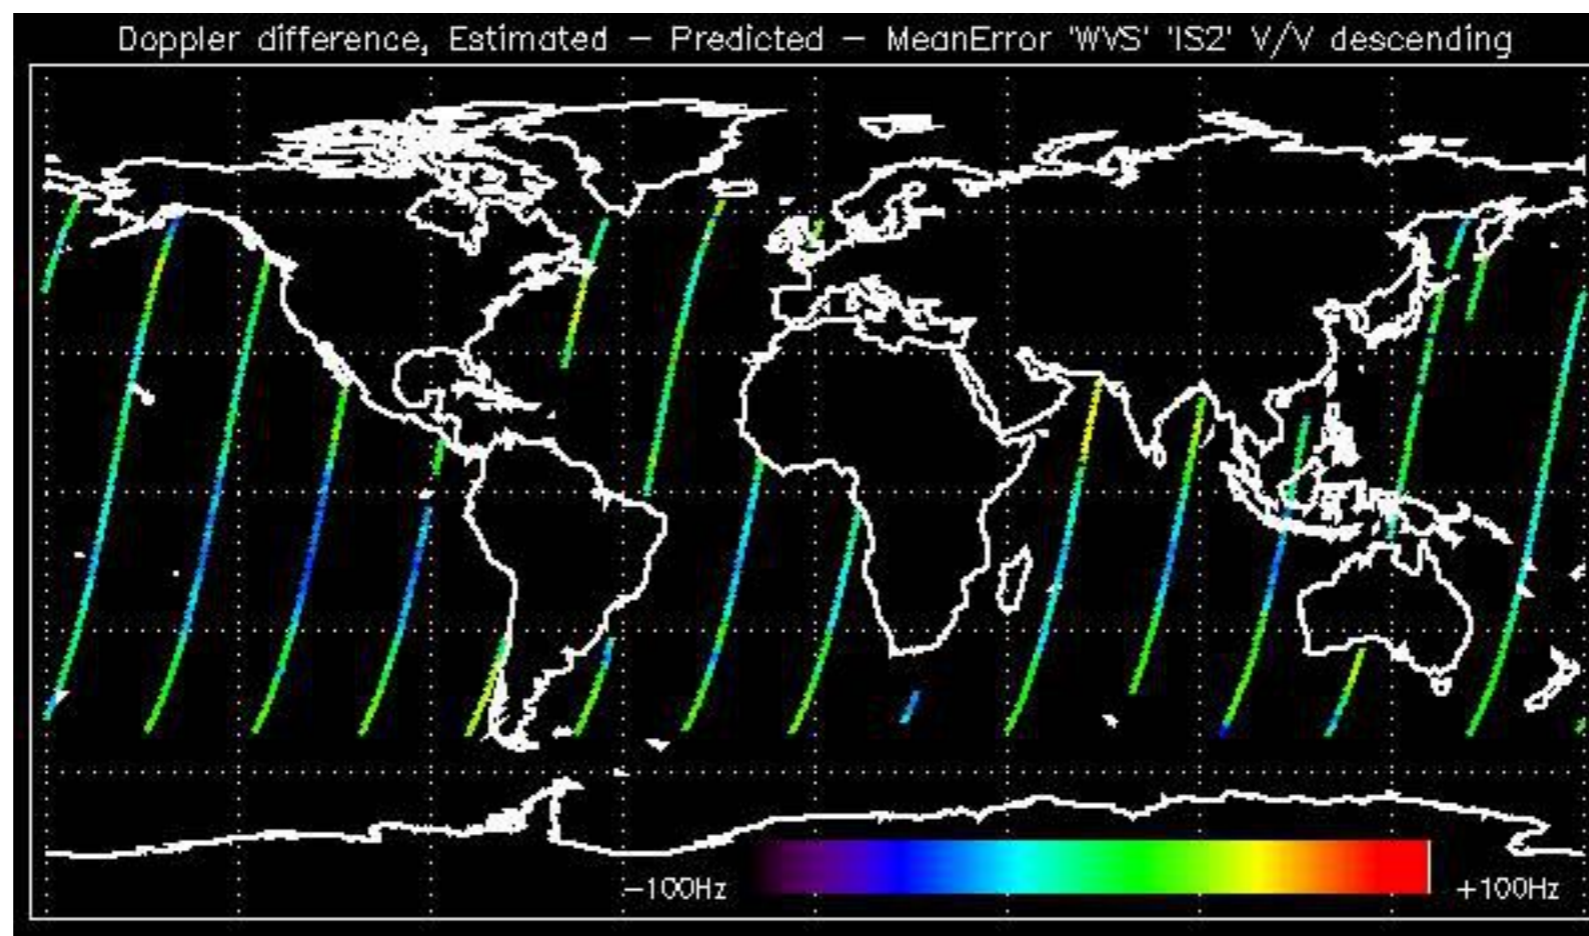 Doppler difference, Estimated — Predicted — MeanError 'WVS' 'IS2' V/V descending
−100Hz
+100Hz